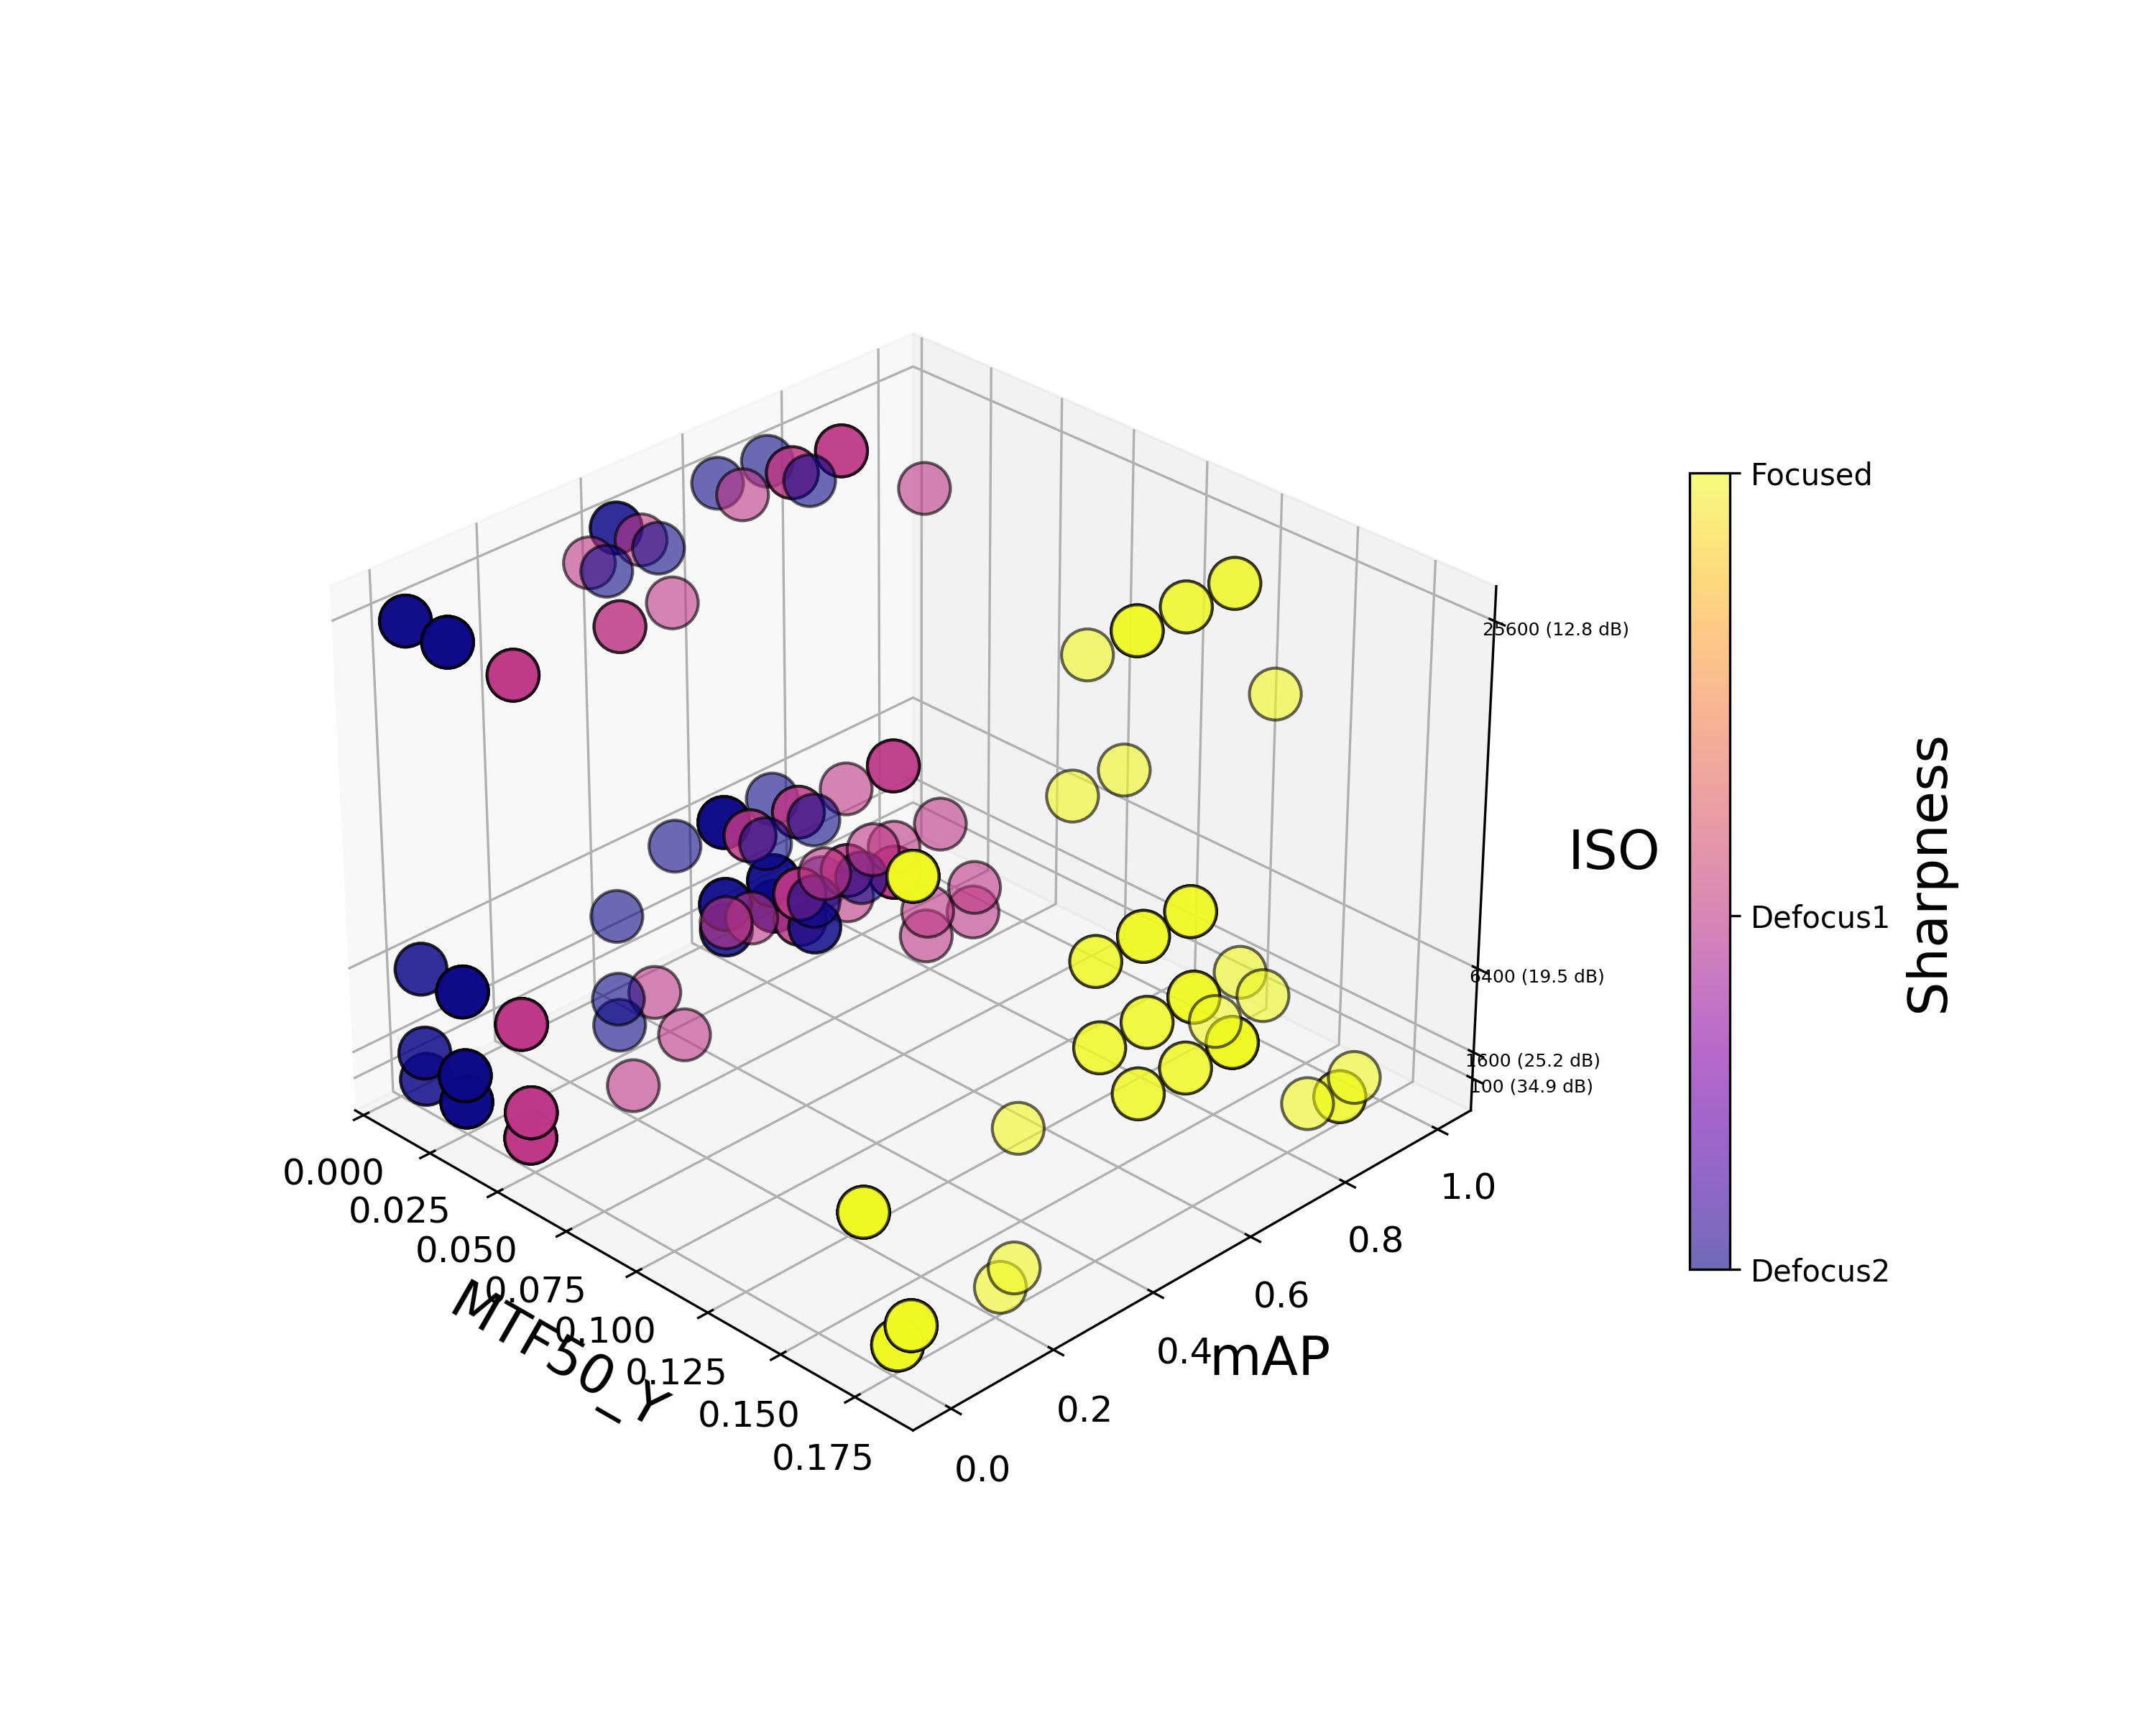 Focused
25600 (12.8 dB)
ISO
Defocus1
Sharpness
6400 (19.5 dB)
1600 (25.2 dB)
100 (34.9 dB)
0.000
0.025
0.050
0.075
0.100
0.125
0.150
0.175
MTF50_Y
0.0
0.2
0.4
0.6
0.8
1.0
mAP
Defocus2